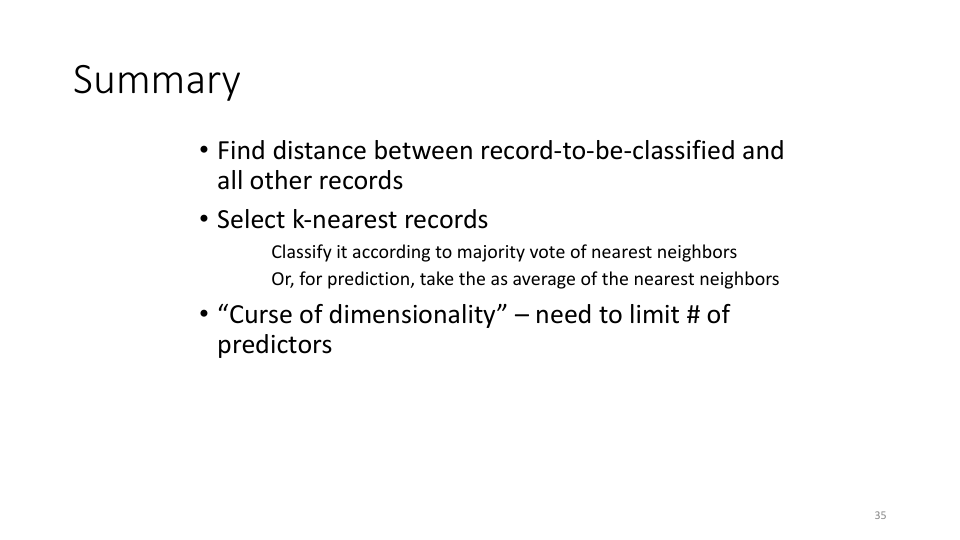 Summary
• Find distance between record-to-be-classified and
all other records
• Select k-nearest records
Classify it according to majority vote of nearest neighbors
Or, for prediction, take the as average of the nearest neighbors
• “Curse of dimensionality” – need to limit # of
predictors
35